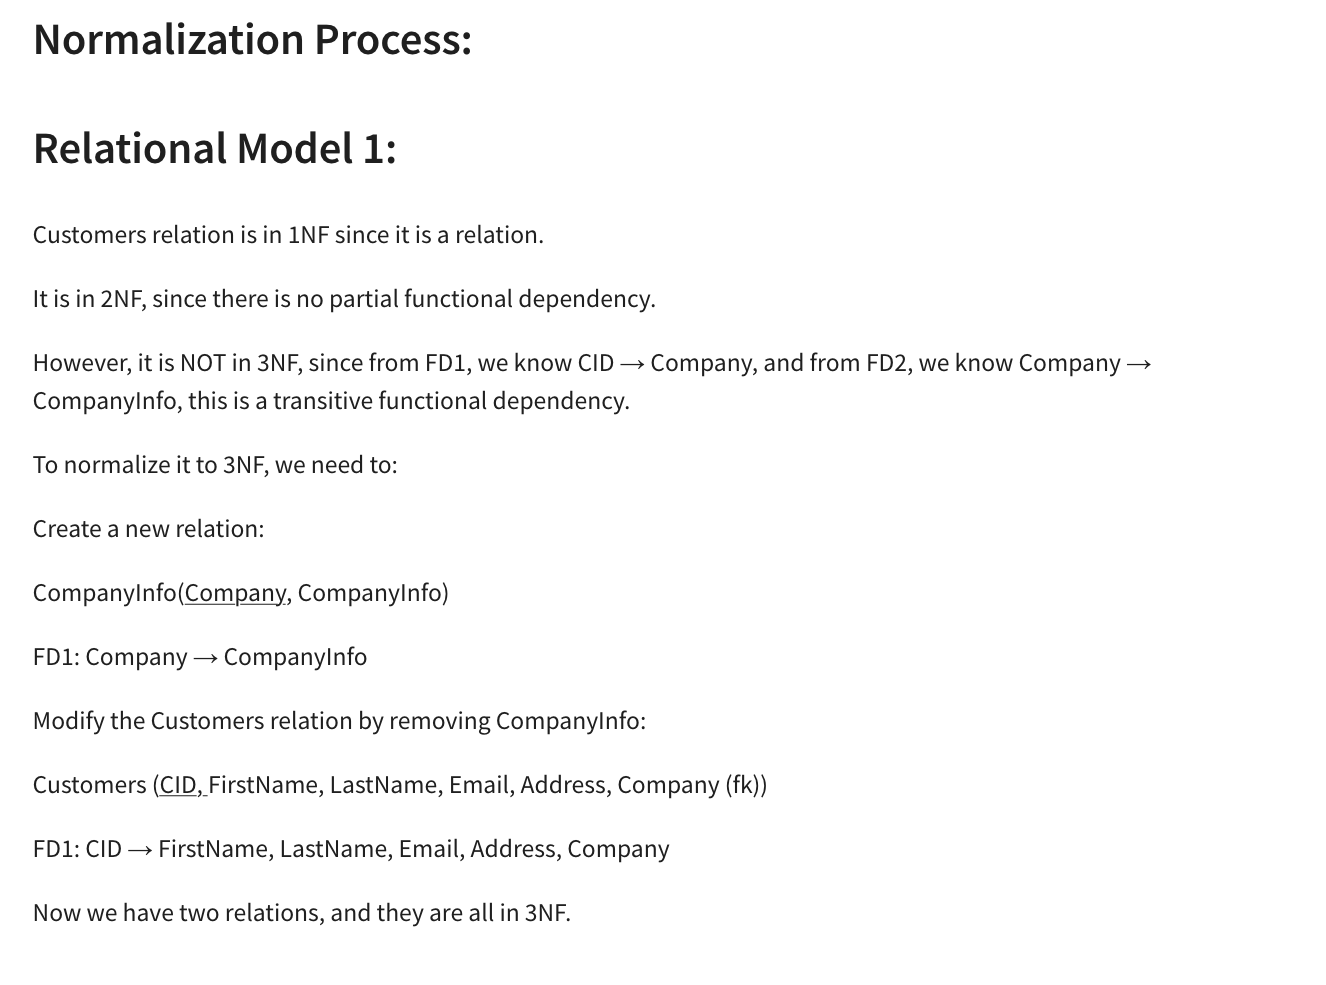 Normalization Process:
Relational Model 1:
Customers relation is in 1NF since it is a relation.
It is in 2NF, since there is no partial functional dependency.
However, it is NOT in 3NF, since from FD1, we know CID → Company, and from FD2, we know Company →
CompanyInfo, this is a transitive functional dependency.
To normalize it to 3NF, we need to:
Create a new relation:
CompanyInfo(Company, CompanyInfo)
FD1: Company → CompanyInfo
Modify the Customers relation by removing CompanyInfo:
Customers (CID, FirstName, LastName, Email, Address, Company (fk))
FD1: CID → FirstName, LastName, Email, Address, Company
Now we have two relations, and they are all in 3NF.